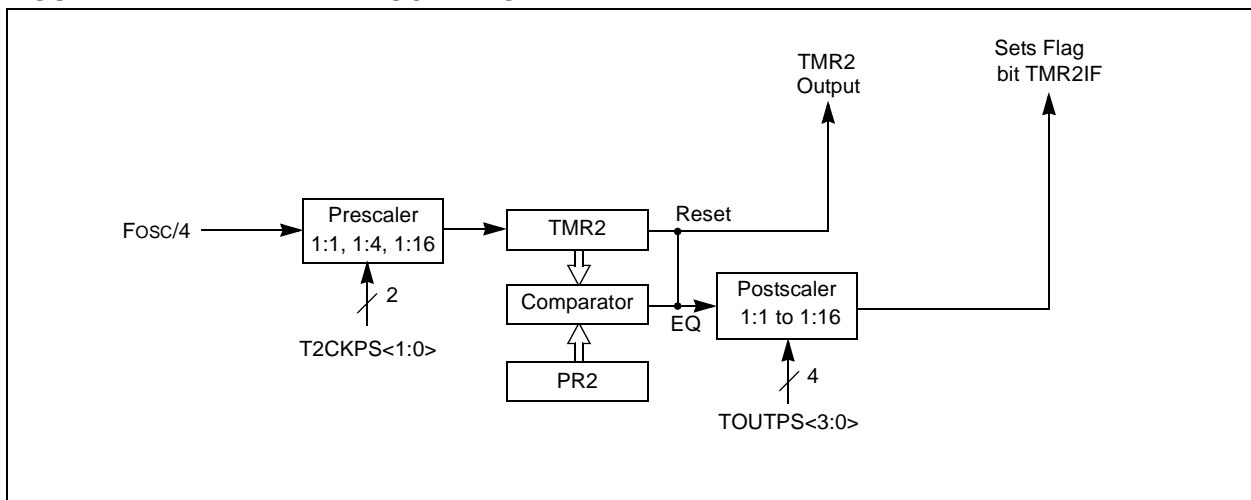 TMR2
Output
Sets Flag
bit TMR2IF
FOSC/4
Prescaler
1:1, 1:4, 1:16
2
T2CKPS<1:0>
TMR2
Reset
Comparator
EQ
PR2
Postscaler
1:1 to 1:16
4
TOUTPS<3:0>